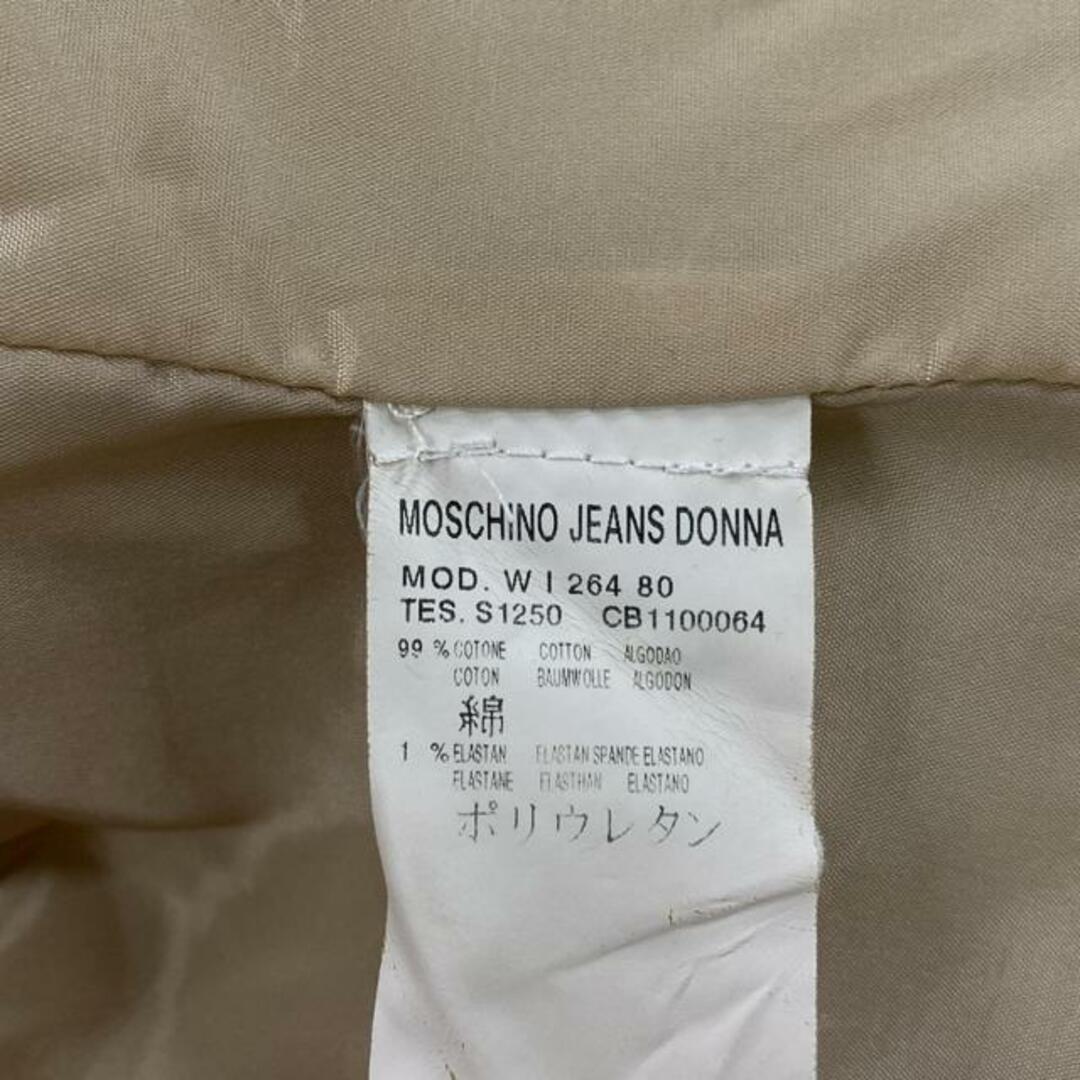 MOSCHINO JEANS DONNA
MOD. W I 264 80
TES. S1250 CB1100064
99 % COTONE COTTON ALGODAO
COTON BAUMWOLLE ALGODON
綿
1 % ELASTAN ELASTAN SPANDE ELASTANO
ELASTANE ELASTHAN ELASTANO
ポリウレタン